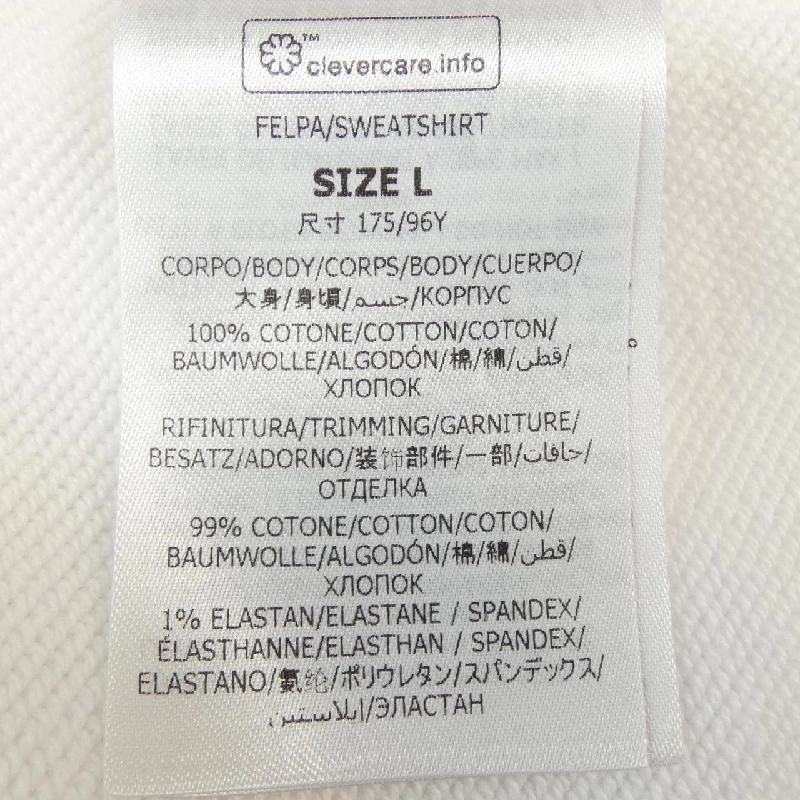 clevercare.info
FELPA/SWEATSHIRT
SIZE L
尺寸 175/96Y
CORPO/BODY/CORPS/BODY/CUERPO/
大身/身頃/جسم/КОРПУС
100% COTONE/COTTON/COTON/
BAUMWOLLE/ALGODÓN/棉/綿/قطن/
ХЛОПОК
RIFINITURA/TRIMMING/GARNITURE/
BESATZ/ADORNO/装饰部件/一部/حافات/
ОТДЕЛКА
99% COTONE/COTTON/COTON/
BAUMWOLLE/ALGODÓN/棉/綿/قطن/
ХЛОПОК
1% ELASTAN/ELASTANE / SPANDEX/
ÉLASTHANNE/ELASTHAN / SPANDEX/
ELASTANO/氨纶/ポリウレタン/スパンデックス/
إيلاستين/ЭЛАСТАН